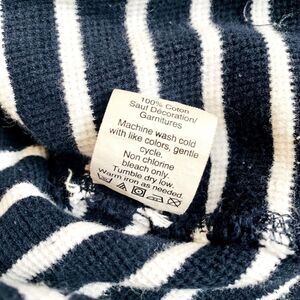 100% Coton
Sauf Décoration/
Garnitures
Machine wash cold
with like colors, gentle
cycle.
Non chlorine
bleach only.
Tumble dry low.
Warm iron as needed.